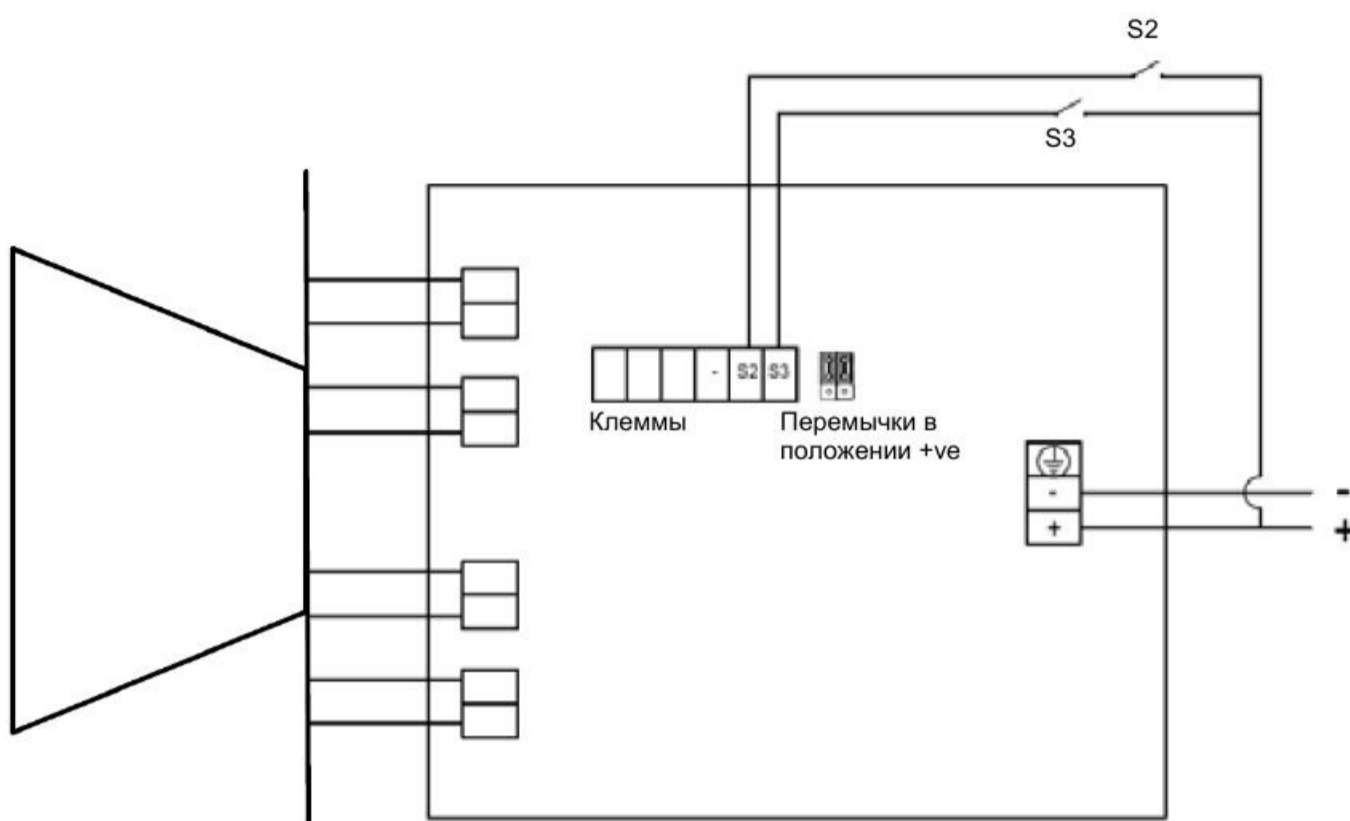 S2
S3
- S2 S3
Клеммы
Перемычки в
положении +ve
+ +
- -
+ +